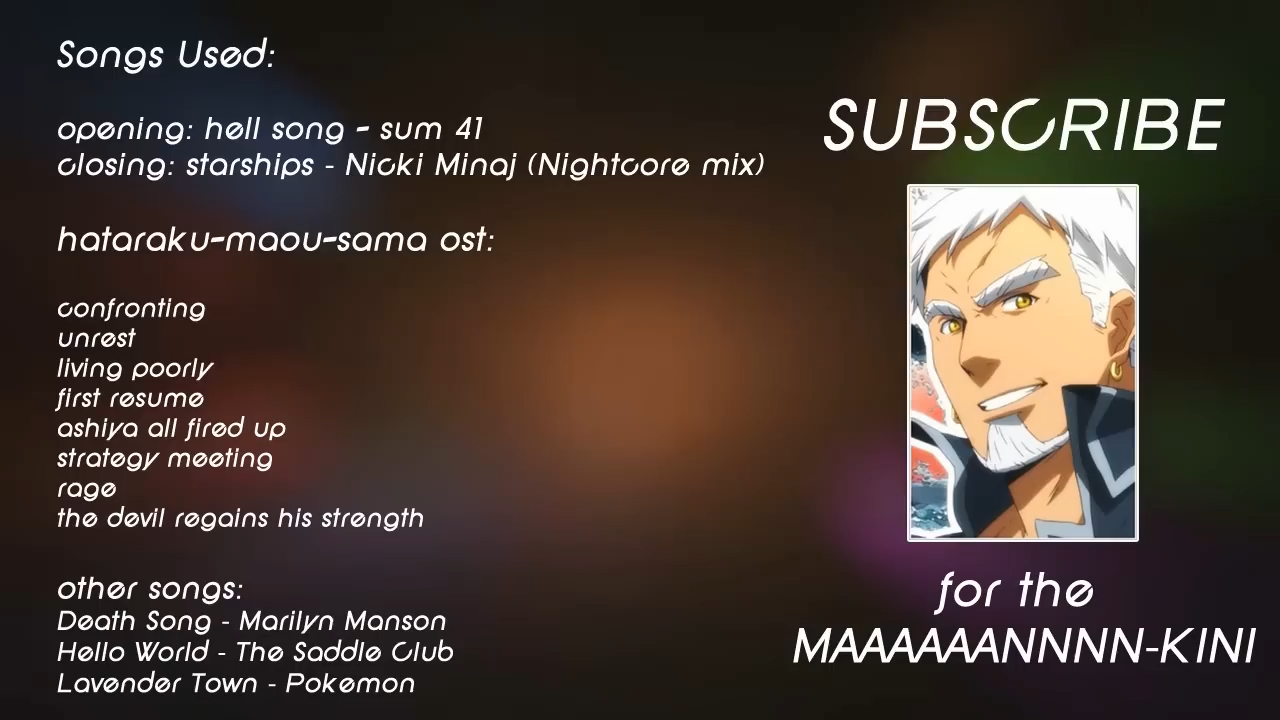 Songs Used:
opening: hell song - sum 41
closing: starships - Nicki Minaj (Nightcore mix)
hataraku-maou-sama ost:
confronting
unrest
living poorly
first resume
ashiya all fired up
strategy meeting
rage
the devil regains his strength
other songs:
Death Song - Marilyn Manson
Hello World - The Saddle Club
Lavender Town - Pokemon
SUBSCRIBE
for the
MAAAAAANNNN-KINI